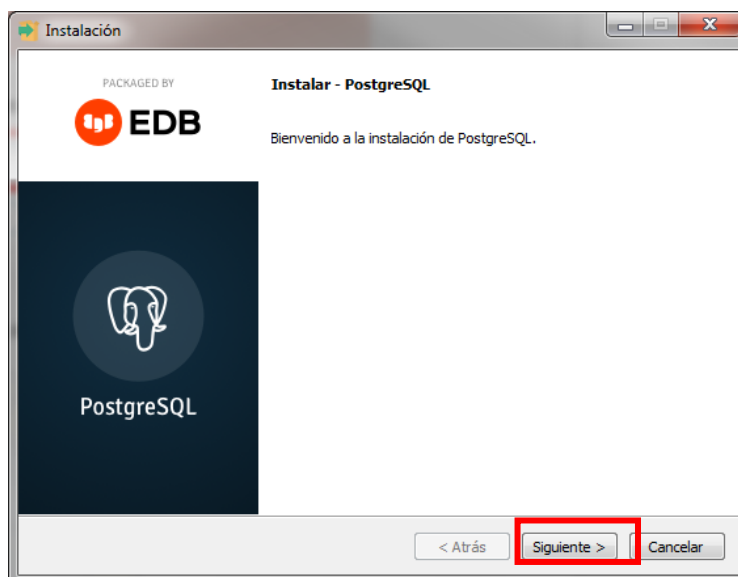 Instalación
PACKAGED BY
EDB
Instalar - PostgreSQL
Bienvenido a la instalación de PostgreSQL.
PostgreSQL
< Atrás
Siguiente >
Cancelar